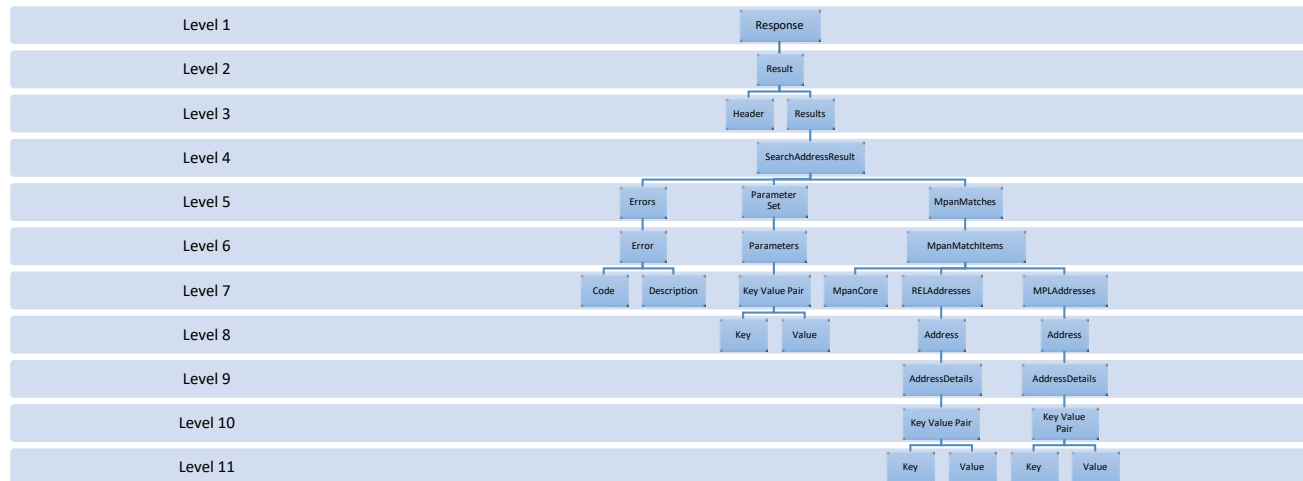 Level 1
Response
Level 2
Result
Level 3
Header Results
Level 4
SearchAddressResult
Level 5
Errors Parameter Set MpanMatches
Level 6
Error Parameters MpanMatchItems
Level 7
Code Description Key Value Pair MpanCore RELAddresses MPLAddresses
Level 8
Key Value Address Address
Level 9
AddressDetails AddressDetails
Level 10
Key Value Pair Key Value Pair
Level 11
Key Value Key Value